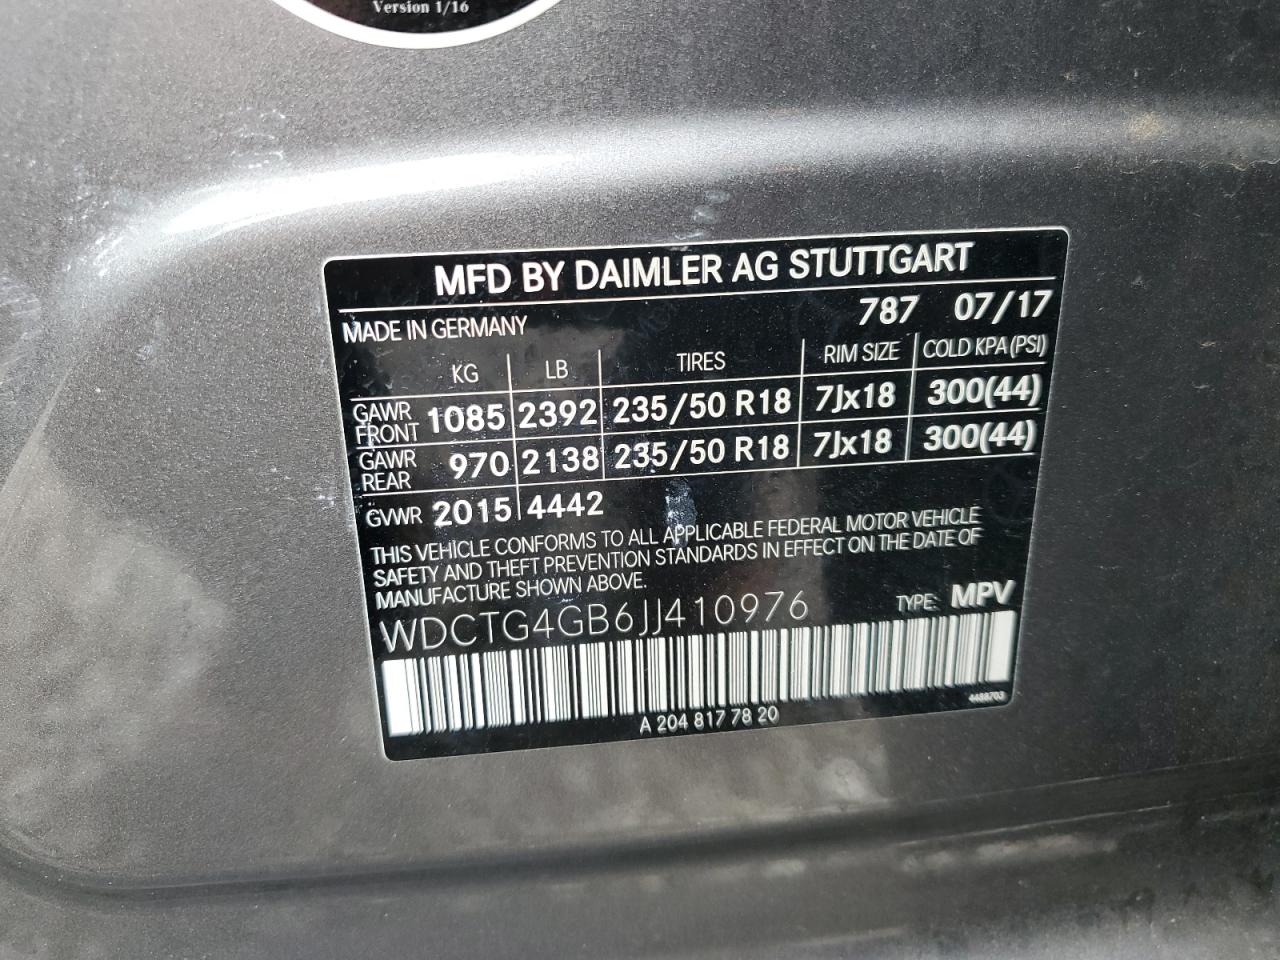 Version 1/16
MFD BY DAIMLER AG STUTTGART
787 07/17
MADE IN GERMANY
KG LB TIRES RIM SIZE COLD KPA (PSI)
GAWR FRONT 1085 2392 235/50 R18 7Jx18 300(44)
GAWR REAR 970 2138 235/50 R18 7Jx18 300(44)
GVWR 2015 4442
THIS VEHICLE CONFORMS TO ALL APPLICABLE FEDERAL MOTOR VEHICLE
SAFETY AND THEFT PREVENTION STANDARDS IN EFFECT ON THE DATE OF
MANUFACTURE SHOWN ABOVE.
WDCTG4GB6JJ410976 TYPE: MPV
4488703
A 204 817 78 20